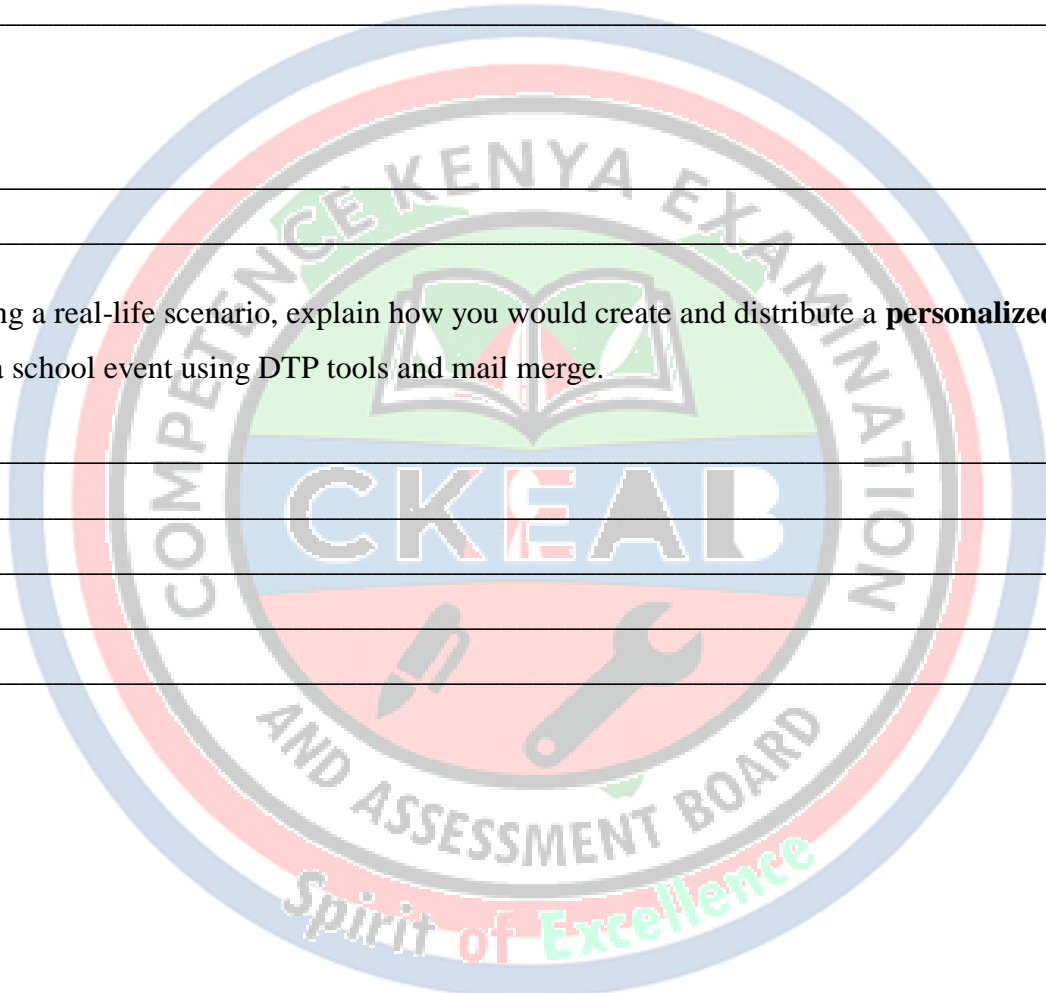 COMPETENCE KENYA EXAMINATION
ng a real-life scenario, explain how you would create and distribute a personalized
a school event using DTP tools and mail merge.
CKEAB
AND ASSESSMENT BOARD
Spirit of Excellence